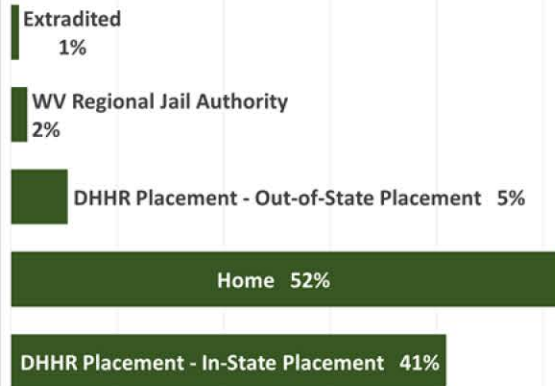 Extradited
1%
WV Regional Jail Authority
2%
DHHR Placement - Out-of-State Placement 5%
Home 52%
DHHR Placement - In-State Placement 41%